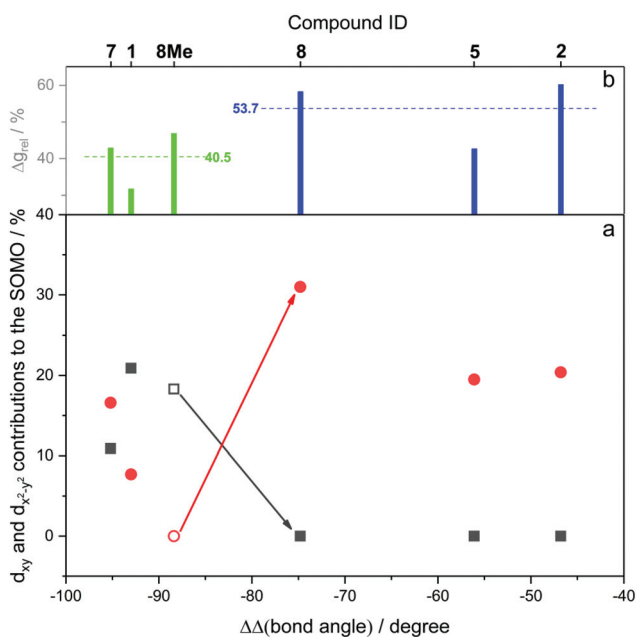 Compound ID
7 1 8Me 8 5 2
b
60
53.7
40.5
40
Δg_rel / %
40
a
30
20
10
0
d_xy and d_x²-y² contributions to the SOMO / %
-100 -90 -80 -70 -60 -50 -40
ΔΔ(bond angle) / degree